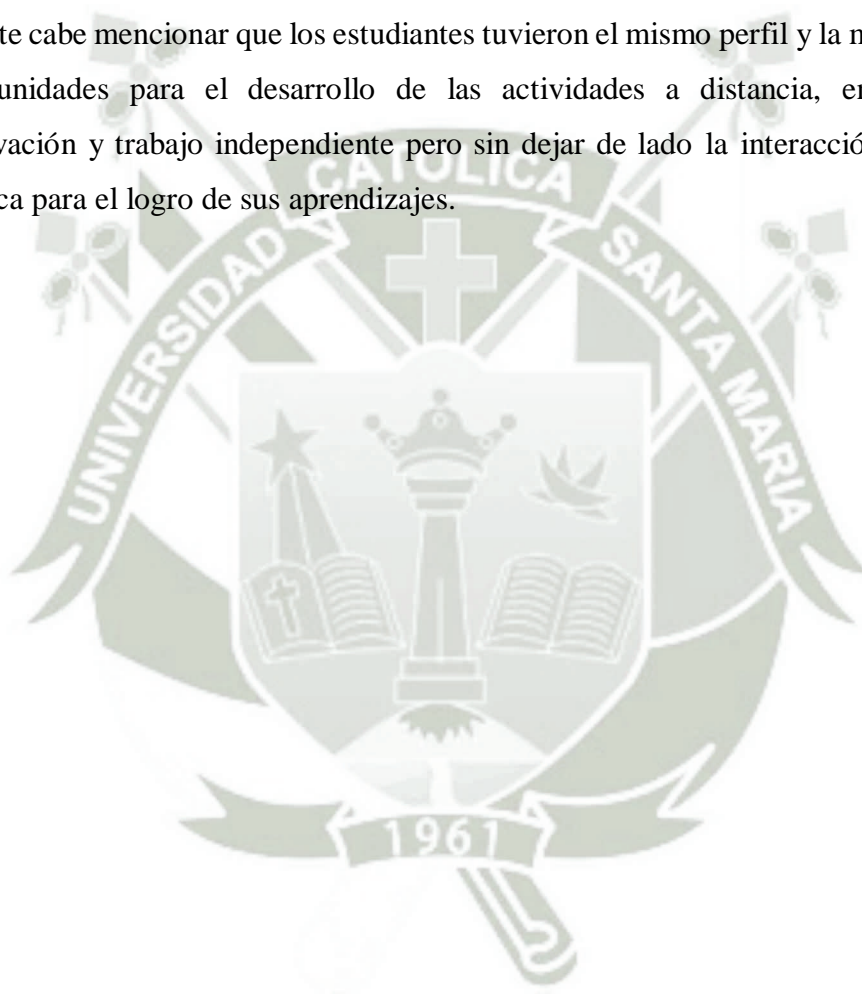 te cabe mencionar que los estudiantes tuvieron el mismo perfil y la
unidades para el desarrollo de las actividades a distancia,
vación y trabajo independiente pero sin dejar de lado la
ca para el logro de sus aprendizajes.
CATOLICA
UNIVERSIDAD
SANTA MARIA
1961